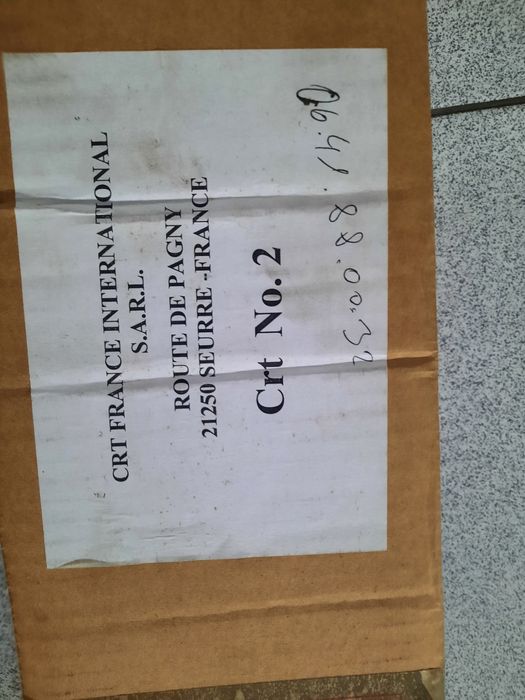 CRT FRANCE INTERNATIONAL
S.A.R.L.
ROUTE DE PAGNY
21250 SEURRE -FRANCE
Crt No. 2